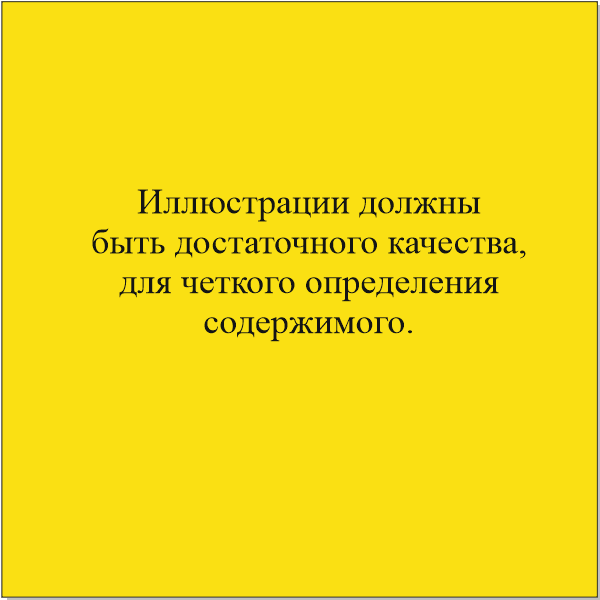 Иллюстрации должны
быть достаточного качества,
для четкого определения
содержимого.